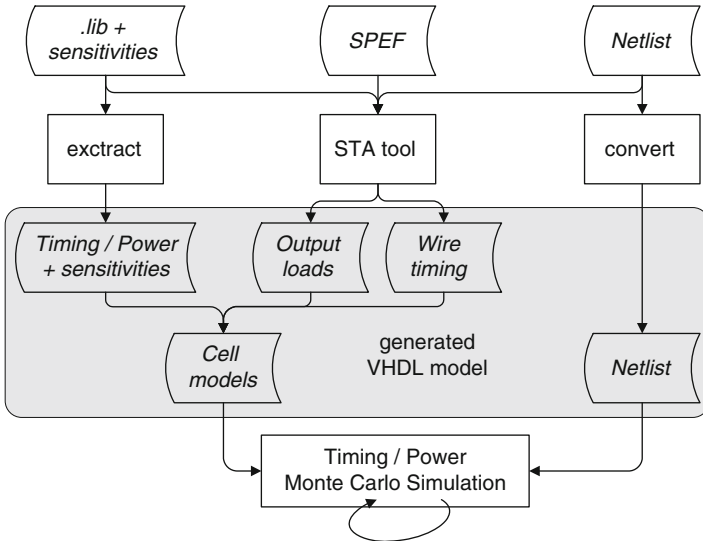 .lib +
sensitivities
SPEF
Netlist
exctract
STA tool
convert
Timing / Power
+ sensitivities
Output
loads
Wire
timing
Cell
models
generated
VHDL model
Netlist
Timing / Power
Monte Carlo Simulation